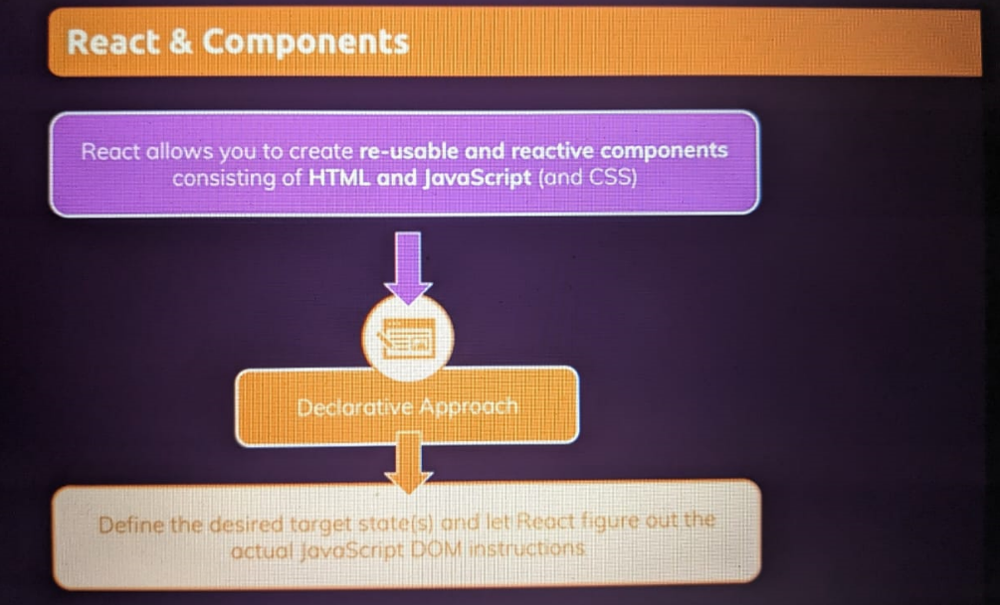 React & Components
React allows you to create re-usable and reactive components
consisting of HTML and JavaScript (and CSS)
Declarative Approach
Define the desired target state(s) and let React figure out the
actual JavaScript DOM instructions